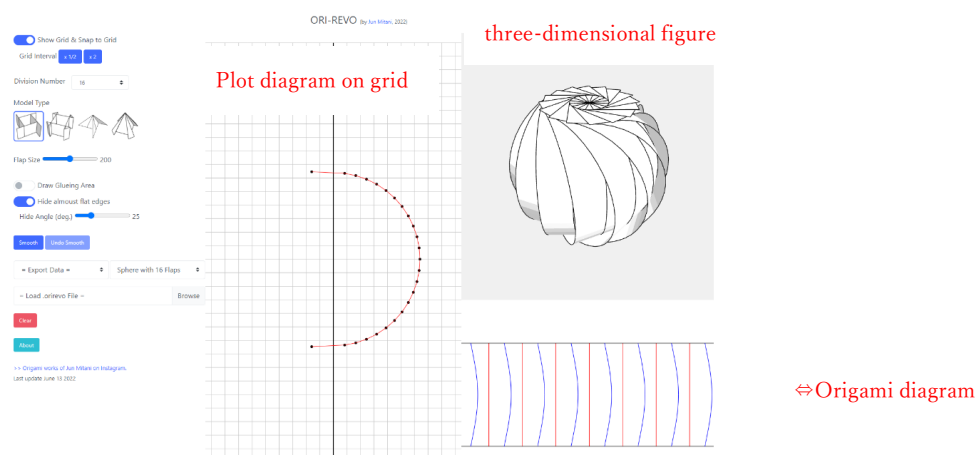 ORI-REVO (by Jun Mitani, 2022)
Show Grid & Snap to Grid
Grid Interval x 1/2 x 2
Division Number 16
Model Type
Flap Size 200
Draw Glueing Area
Hide almoust flat edges
Hide Angle (deg.) 25
Smooth Undo Smooth
= Export Data = Sphere with 16 Flaps
-- Load .orirevo File -- Browse
Clear
About
>> Origami works of Jun Mitani on Instagram.
Last update June 13 2022
Plot diagram on grid
three-dimensional figure
⇔Origami diagram